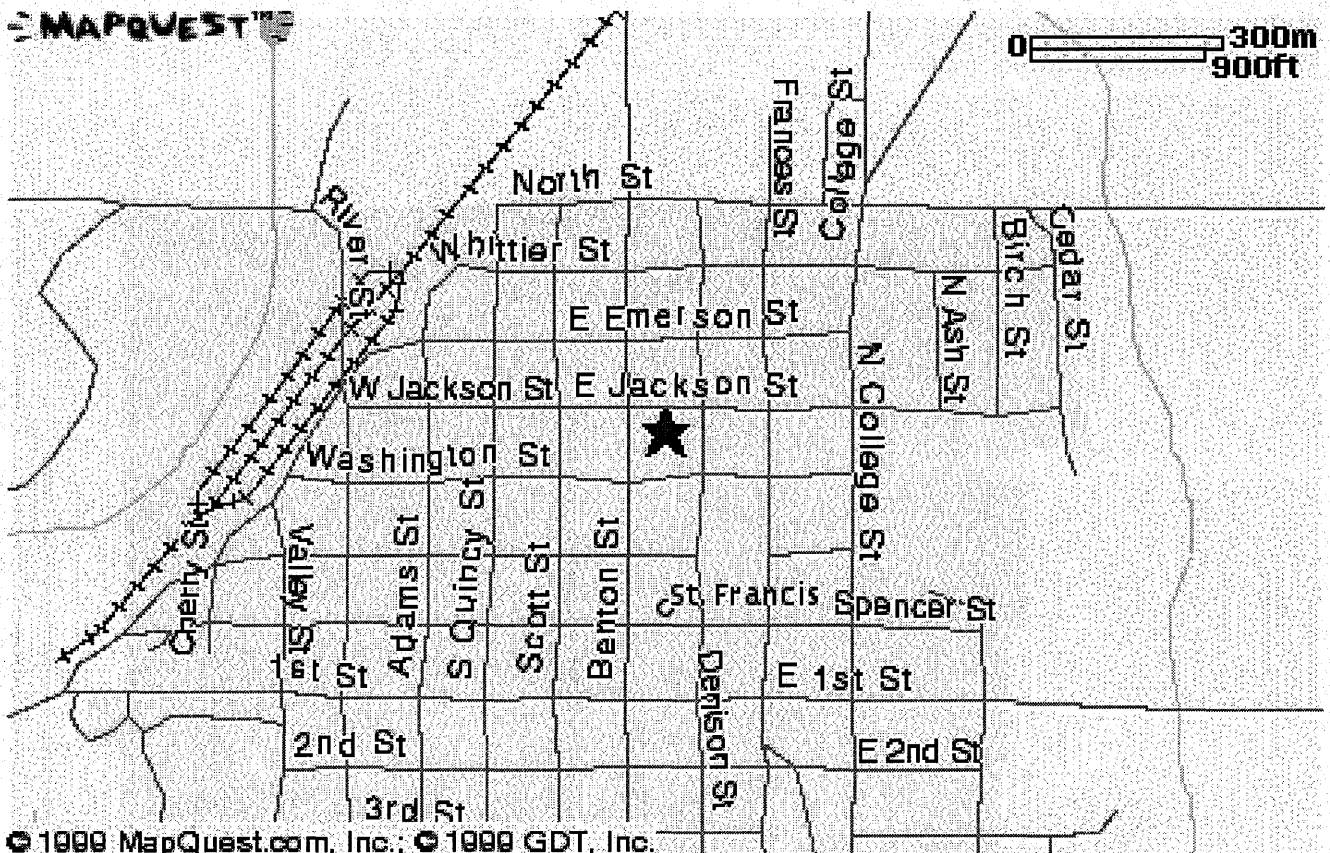 MAPQUEST™
0 300m
900ft
Frances St
College St
North St
River St
Whittier St
Cedar St
Birch St
N Ash St
E Emerson St
W Jackson St
E Jackson St
N College St
Washington St
Cherry St
Valley St
Adams St
S Quincy St
Scott St
Benton St
St. Francis
Spencer St
1st St
Denison St
E 1st St
2nd St
E 2nd St
3rd St
© 1999 MapQuest.com, Inc.; © 1999 GDT, Inc.